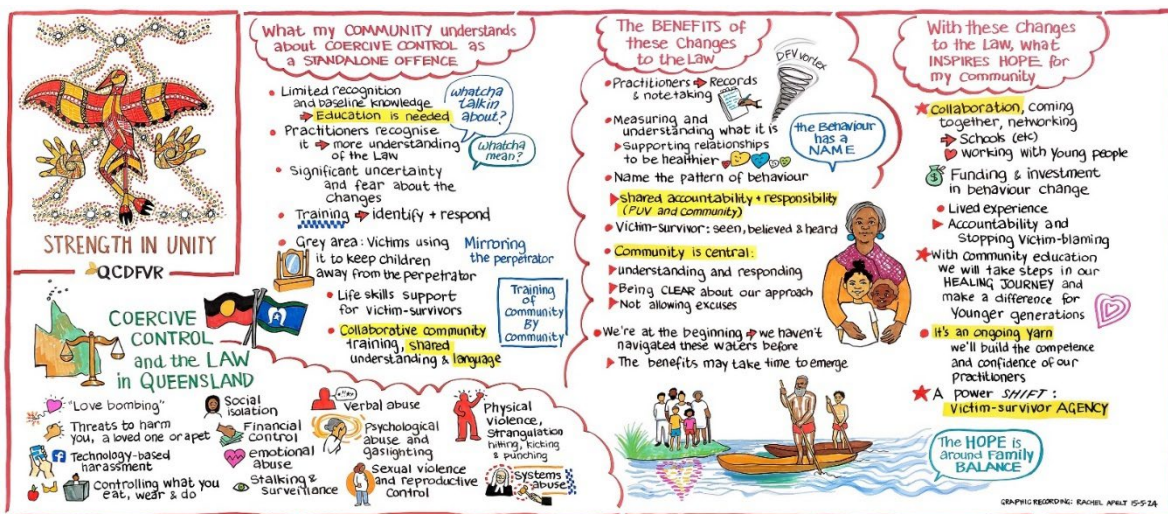 STRENGTH IN UNITY
QCDFVR
COERCIVE
CONTROL
and the LAW
in QUEENSLAND
"Love bombing"
Threats to harm
you, a loved one or a pet
Technology-based
harassment
Controlling what you
eat, wear & do
Social
isolation
Financial
control
emotional
abuse
Stalking &
Surveillance
Verbal abuse
Psychological
abuse and
gaslighting
Sexual violence
and reproductive
control
Physical
violence,
Strangulation
hitting, kicking
& punching
Systems
abuse
What my COMMUNITY understands
about COERCIVE CONTROL as
a STANDALONE OFFENCE
Limited recognition
and baseline knowledge
Education is needed
whatcha
talkin
about?
Practitioners recognise
it → more understanding
of the Law
whatcha
mean?
Significant uncertainty
and fear about the
changes
Training → identify + respond
Grey area: Victims using
it to keep children
away from the perpetrator
Mirroring
the perpetrator
Life skills support
for victim-survivors
Collaborative community
training, shared
understanding & language
Training
of
Community
BY
Community
The BENEFITS of
these Changes
to the Law
Practitioners → Records
& note taking
DFV vortex
Measuring and
understanding what it is
Supporting relationships
to be healthier
the Behaviour
has a
NAME
Name the pattern of behaviour
shared accountability + responsibility
(PUV and community)
Victim-survivor: seen, believed & heard
Community is central:
understanding and responding
Being CLEAR about our approach
Not allowing excuses
We're at the beginning → we haven't
navigated these waters before
The benefits may take time to emerge
With these changes
to the Law, what
INSPIRES HOPE for
my Community
Collaboration, coming
together, networking
Schools (etc)
working with young people
Funding & investment
in behaviour change
Lived experience
Accountability and
Stopping Victim-blaming
With community education
we will take steps in our
HEALING JOURNEY and
make a difference for
Younger generations
It's an ongoing yarn
we'll build the competence
and confidence of our
Practitioners
A power SHIFT:
Victim-survivor AGENCY
The HOPE is
around Family
BALANCE
GRAPHIC RECORDING: RACHEL APELT 15-5-24